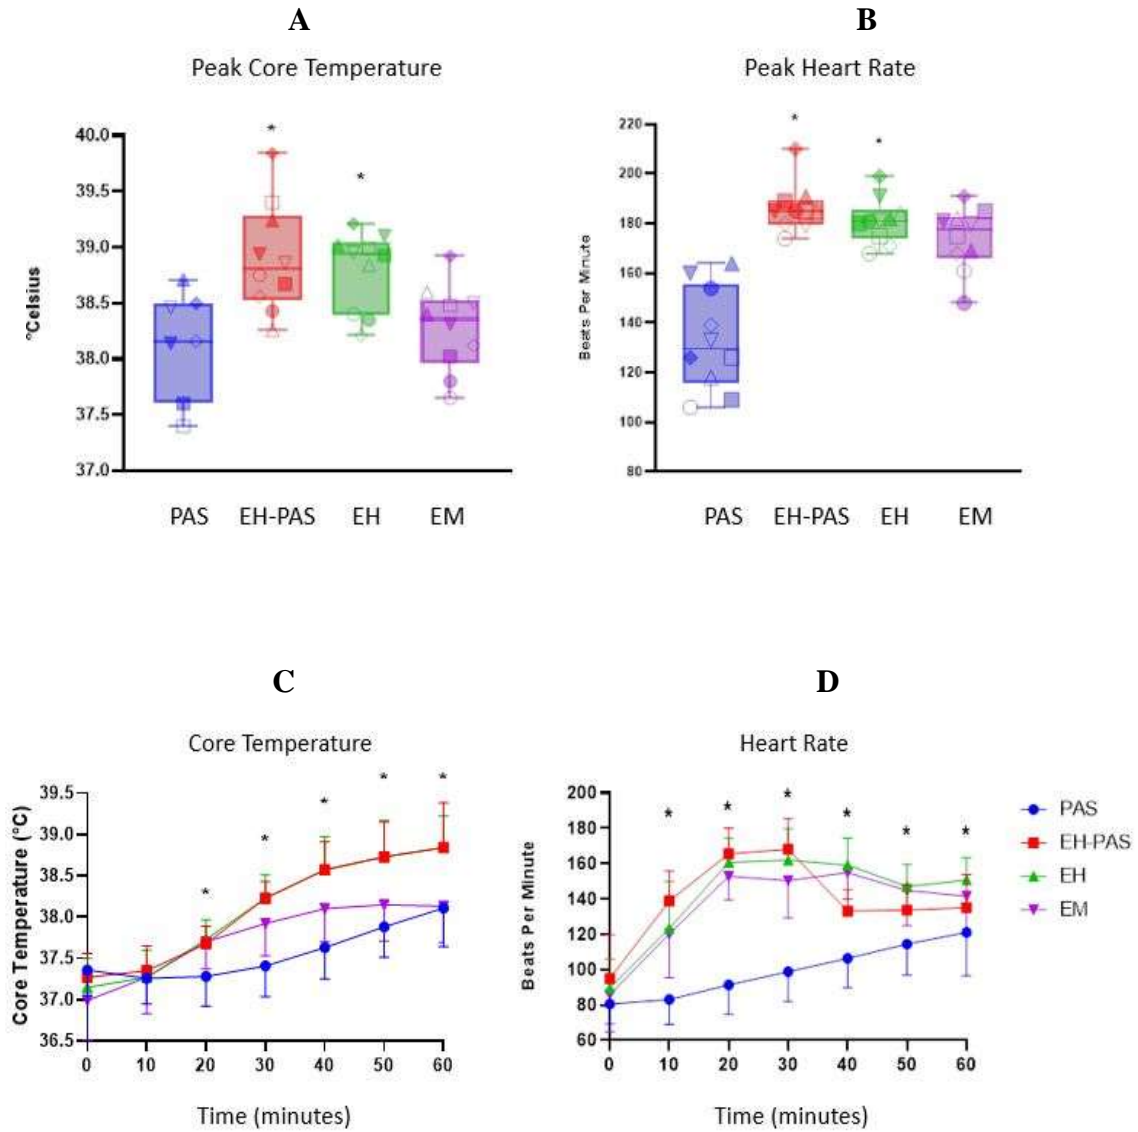 A
B
Peak Core Temperature
Peak Heart Rate
*
*
40.0
39.5
39.0
38.5
38.0
37.5
37.0
°Celsius
PAS
EH-PAS
EH
EM
*
*
220
200
180
160
140
120
100
80
Beats Per Minute
PAS
EH-PAS
EH
EM
C
D
Core Temperature
Heart Rate
* * * * *
39.5
39.0
38.5
38.0
37.5
37.0
36.5
Core Temperature (°C)
0 10 20 30 40 50 60
Time (minutes)
* * * * * *
200
180
160
140
120
100
80
60
Beats Per Minute
0 10 20 30 40 50 60
Time (minutes)
PAS
EH-PAS
EH
EM